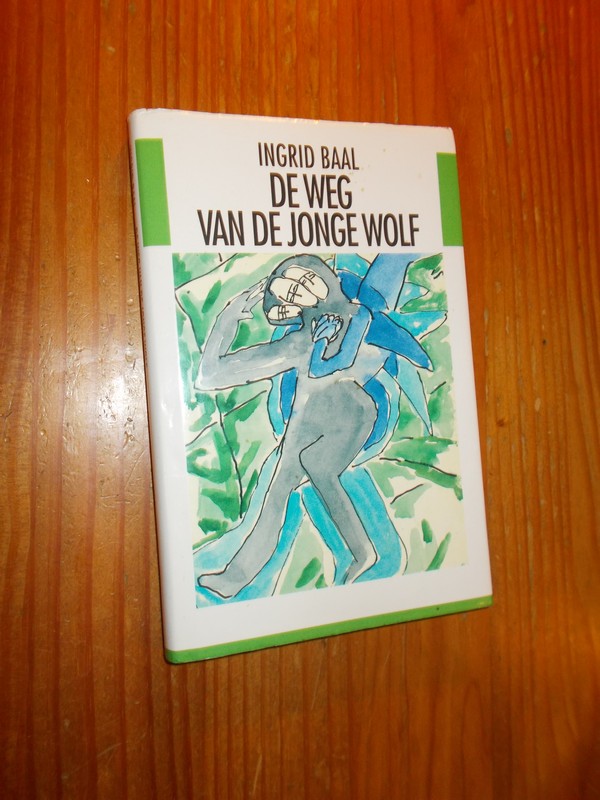 INGRID BAAL
DE WEG
VAN DE JONGE WOLF